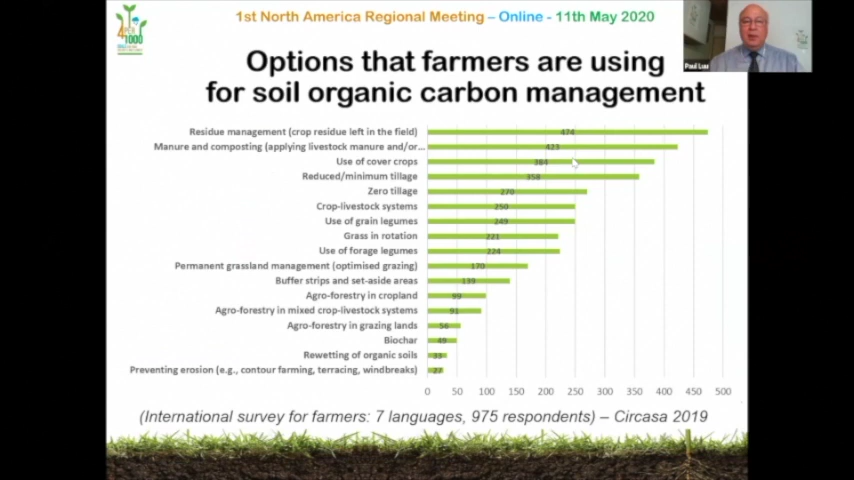 1st North America Regional Meeting – Online - 11th May 2020
4 PER
1000
Paul Luu
Options that farmers are using
for soil organic carbon management
Residue management (crop residue left in the field) 474
Manure and composting (applying livestock manure and/or... 423
Use of cover crops 384
Reduced/minimum tillage 358
Zero tillage 270
Crop-livestock systems 250
Use of grain legumes 249
Grass in rotation 221
Use of forage legumes 224
Permanent grassland management (optimised grazing) 170
Buffer strips and set-aside areas 139
Agro-forestry in cropland 99
Agro-forestry in mixed crop-livestock systems 91
Agro-forestry in grazing lands 56
Biochar 49
Rewetting of organic soils 33
Preventing erosion (e.g., contour farming, terracing, windbreaks) 27
0 50 100 150 200 250 300 350 400 450 500
(International survey for farmers: 7 languages, 975 respondents) – Circasa 2019